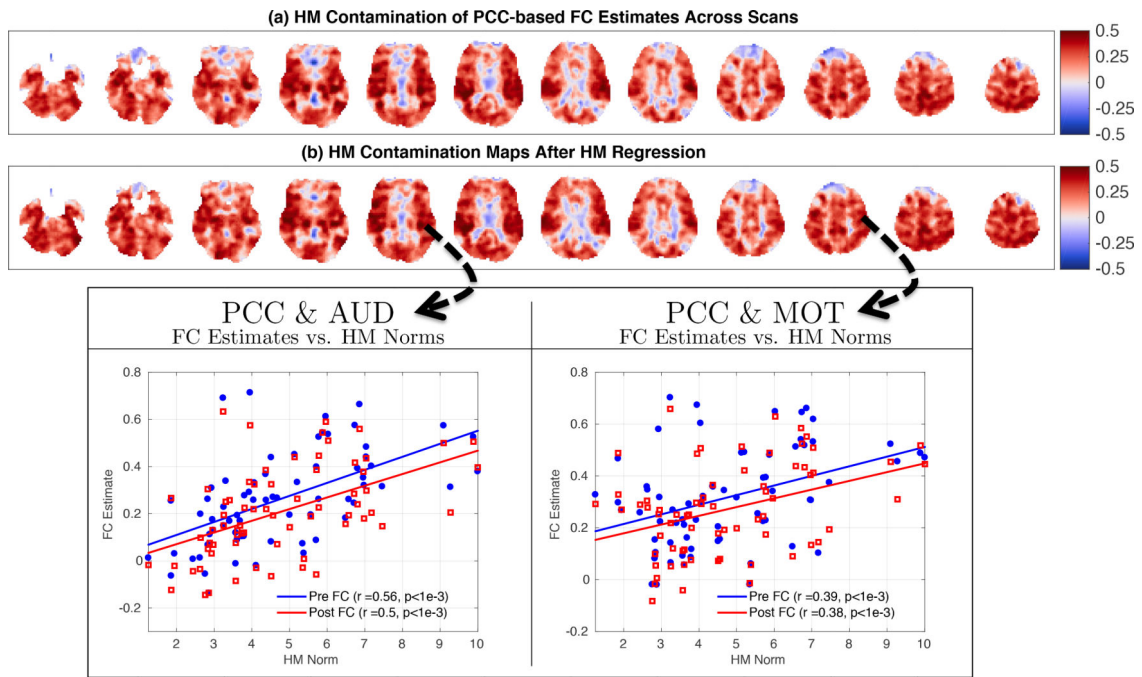 (a) HM Contamination of PCC-based FC Estimates Across Scans
0.5
0.25
0
-0.25
-0.5
(b) HM Contamination Maps After HM Regression
0.5
0.25
0
-0.25
-0.5
PCC & AUD
FC Estimates vs. HM Norms
0.8
0.6
0.4
0.2
0
-0.2
FC Estimate
Pre FC (r =0.56, p<1e-3)
Post FC (r =0.5, p<1e-3)
2 3 4 5 6 7 8 9 10
HM Norm
PCC & MOT
FC Estimates vs. HM Norms
0.8
0.6
0.4
0.2
0
-0.2
FC Estimate
Pre FC (r =0.39, p<1e-3)
Post FC (r =0.38, p<1e-3)
2 3 4 5 6 7 8 9 10
HM Norm